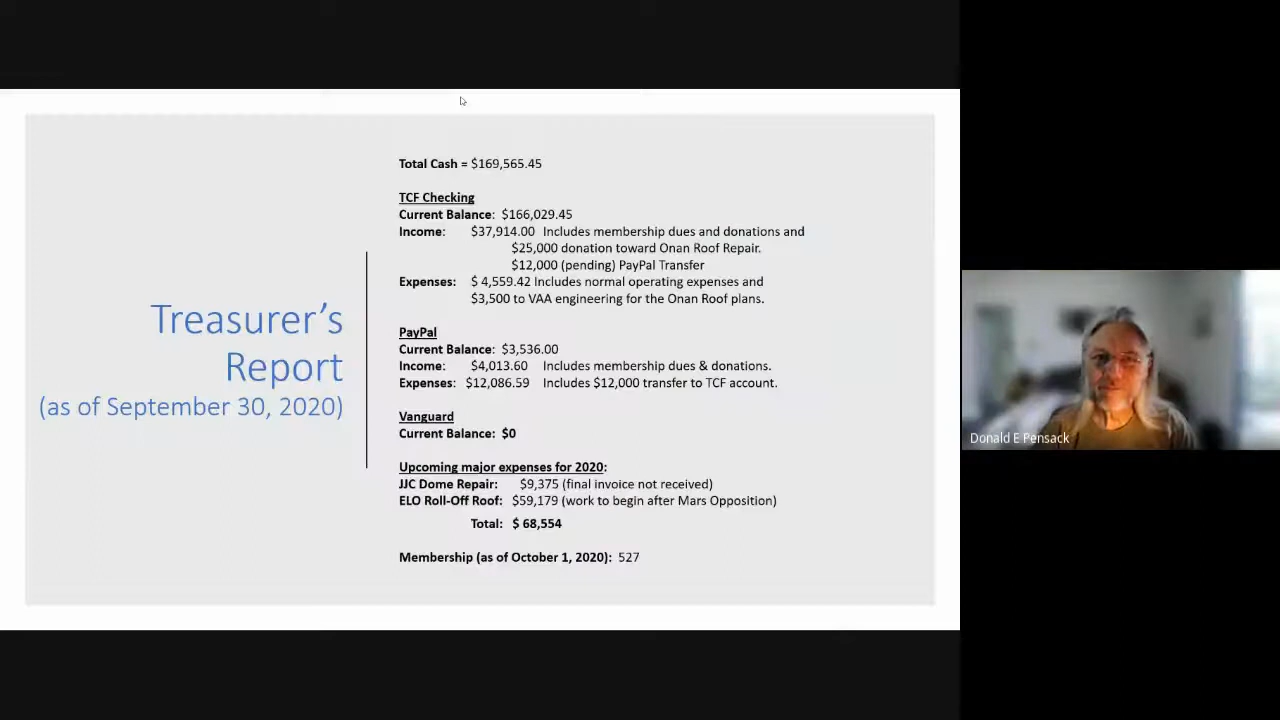 Treasurer's
Report
(as of September 30, 2020)
Total Cash = $169,565.45
TCF Checking
Current Balance: $166,029.45
Income: $37,914.00 Includes membership dues and donations and
$25,000 donation toward Onan Roof Repair.
$12,000 (pending) PayPal Transfer
Expenses: $ 4,559.42 Includes normal operating expenses and
$3,500 to VAA engineering for the Onan Roof plans.
PayPal
Current Balance: $3,536.00
Income: $4,013.60 Includes membership dues & donations.
Expenses: $12,086.59 Includes $12,000 transfer to TCF account.
Vanguard
Current Balance: $0
Upcoming major expenses for 2020:
JJC Dome Repair: $9,375 (final invoice not received)
ELO Roll-Off Roof: $59,179 (work to begin after Mars Opposition)
Total: $ 68,554
Membership (as of October 1, 2020): 527
Donald E Pensack